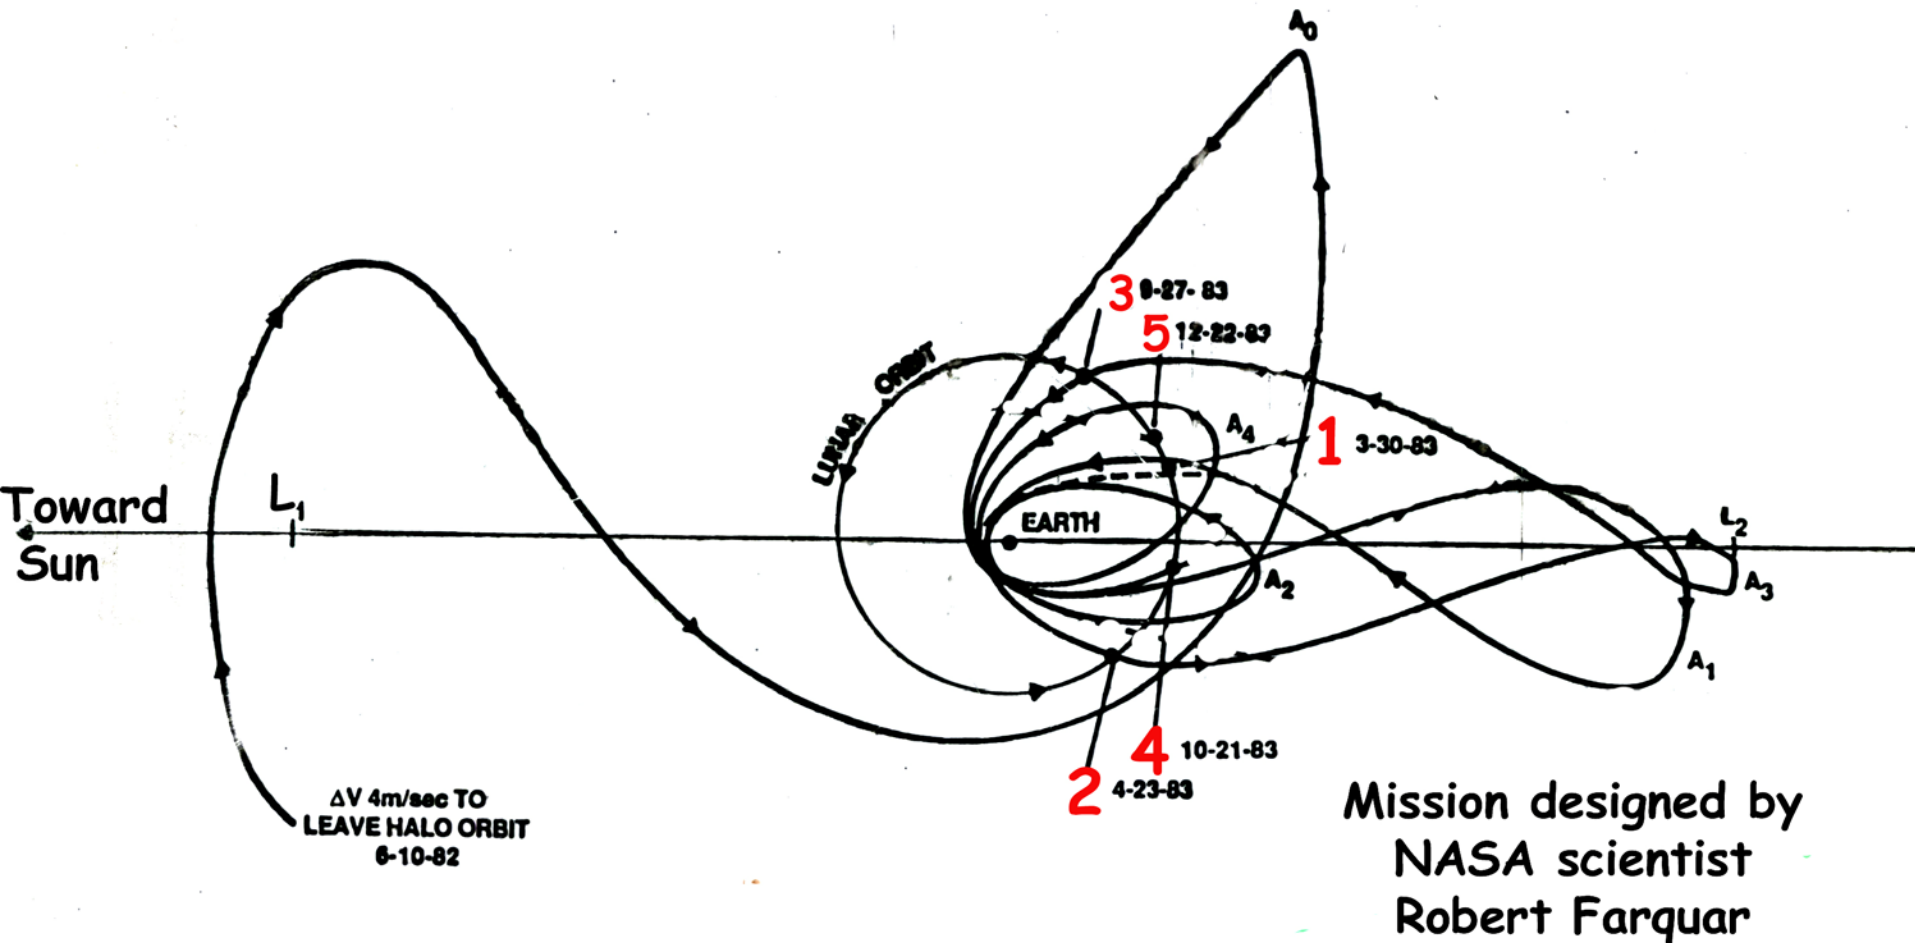 A0
3 9-27-83
5 12-22-83
LUNAR ORBIT
A4
1 3-30-83
Toward
Sun
L1
EARTH
L2
A2
A3
A1
4 10-21-83
2 4-23-83
ΔV 4m/sec TO
LEAVE HALO ORBIT
6-10-82
Mission designed by
NASA scientist
Robert Farquar